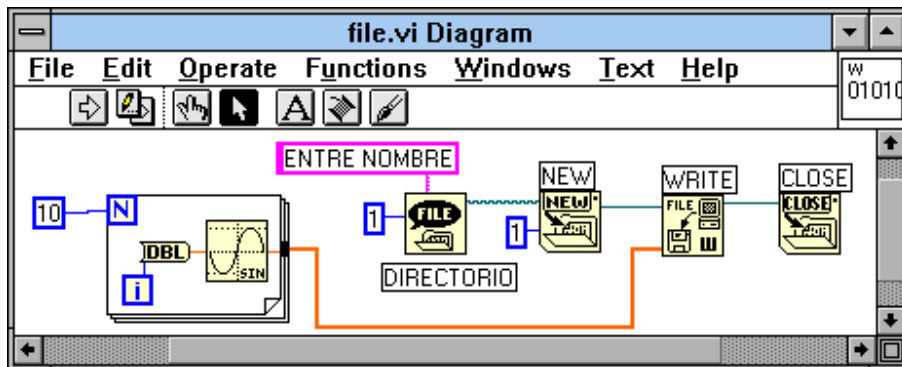 file.vi Diagram
File Edit Operate Functions Windows Text Help
W
01010
ENTRE NOMBRE
NEW WRITE CLOSE
10 N 1 FILE NEW 1 FILE CLOSE
DBL SIN
i
DIRECTORIO